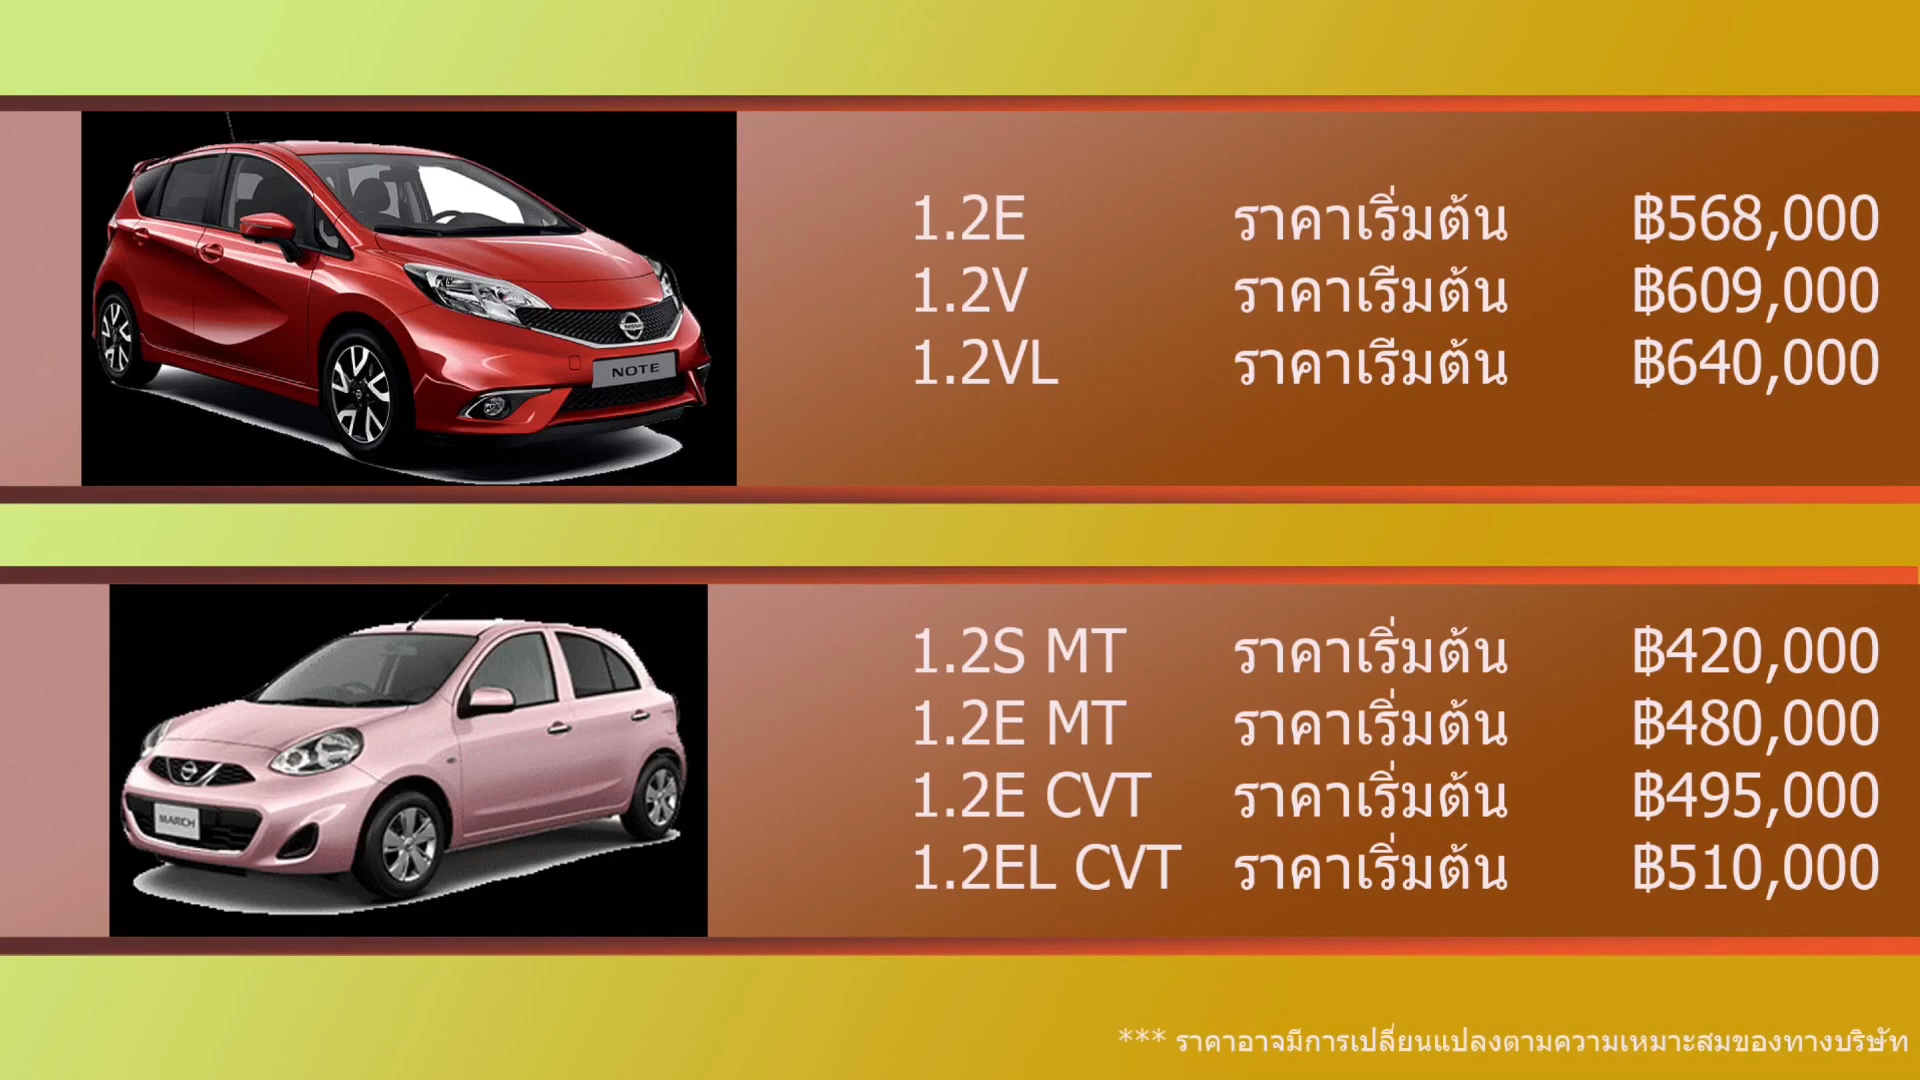 NISSAN
NOTE
1.2E ราคาเริ่มต้น ฿568,000
1.2V ราคาเรีมต้น ฿609,000
1.2VL ราคาเรีมต้น ฿640,000
MARCH
1.2S MT ราคาเริ่มต้น ฿420,000
1.2E MT ราคาเริ่มต้น ฿480,000
1.2E CVT ราคาเริ่มต้น ฿495,000
1.2EL CVT ราคาเริ่มต้น ฿510,000
*** ราคาอาจมีการเปลี่ยนแปลงตามความเหมาะสมของทางบริษัท